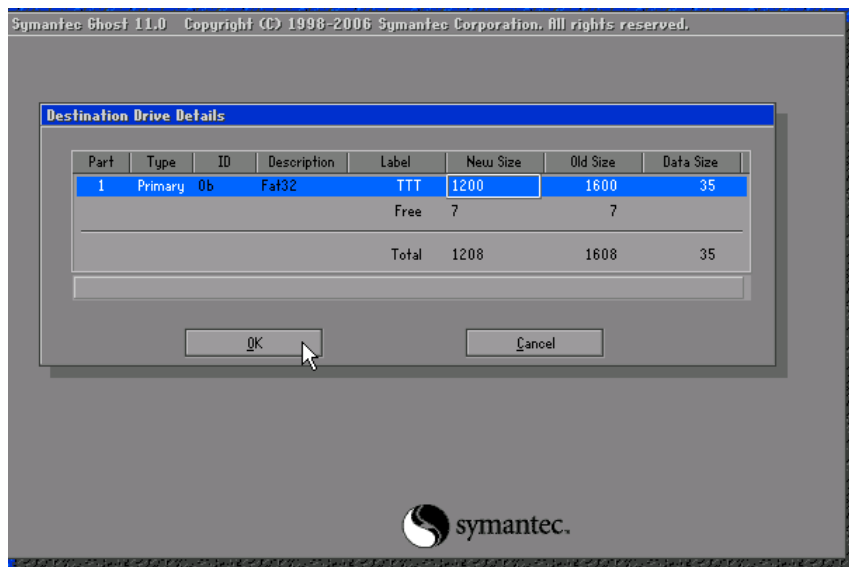 Symantec Ghost 11.0 Copyright (C) 1998-2006 Symantec Corporation. All rights reserved.
Destination Drive Details
Part Type ID Description Label New Size Old Size Data Size
1 Primary 0b Fat32 TTT 1200 1600 35
Free 7 7
Total 1208 1608 35
OK Cancel
symantec.